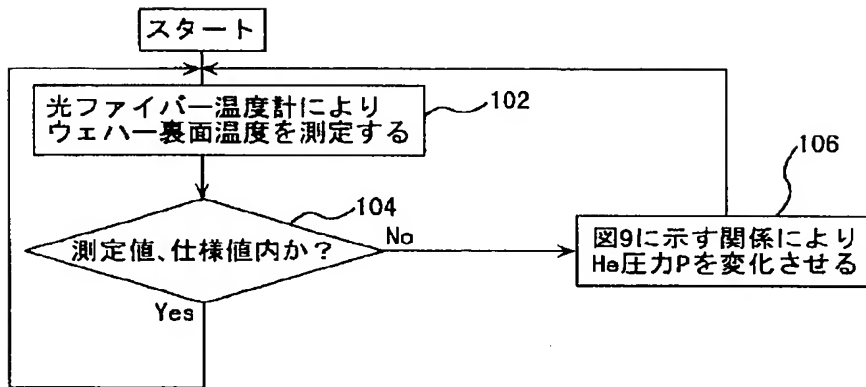 スタート
光ファイバー温度計により
ウェハー裏面温度を測定する
102
104
測定値、仕様値内か?
No
Yes
106
図9に示す関係により
He圧力Pを変化させる